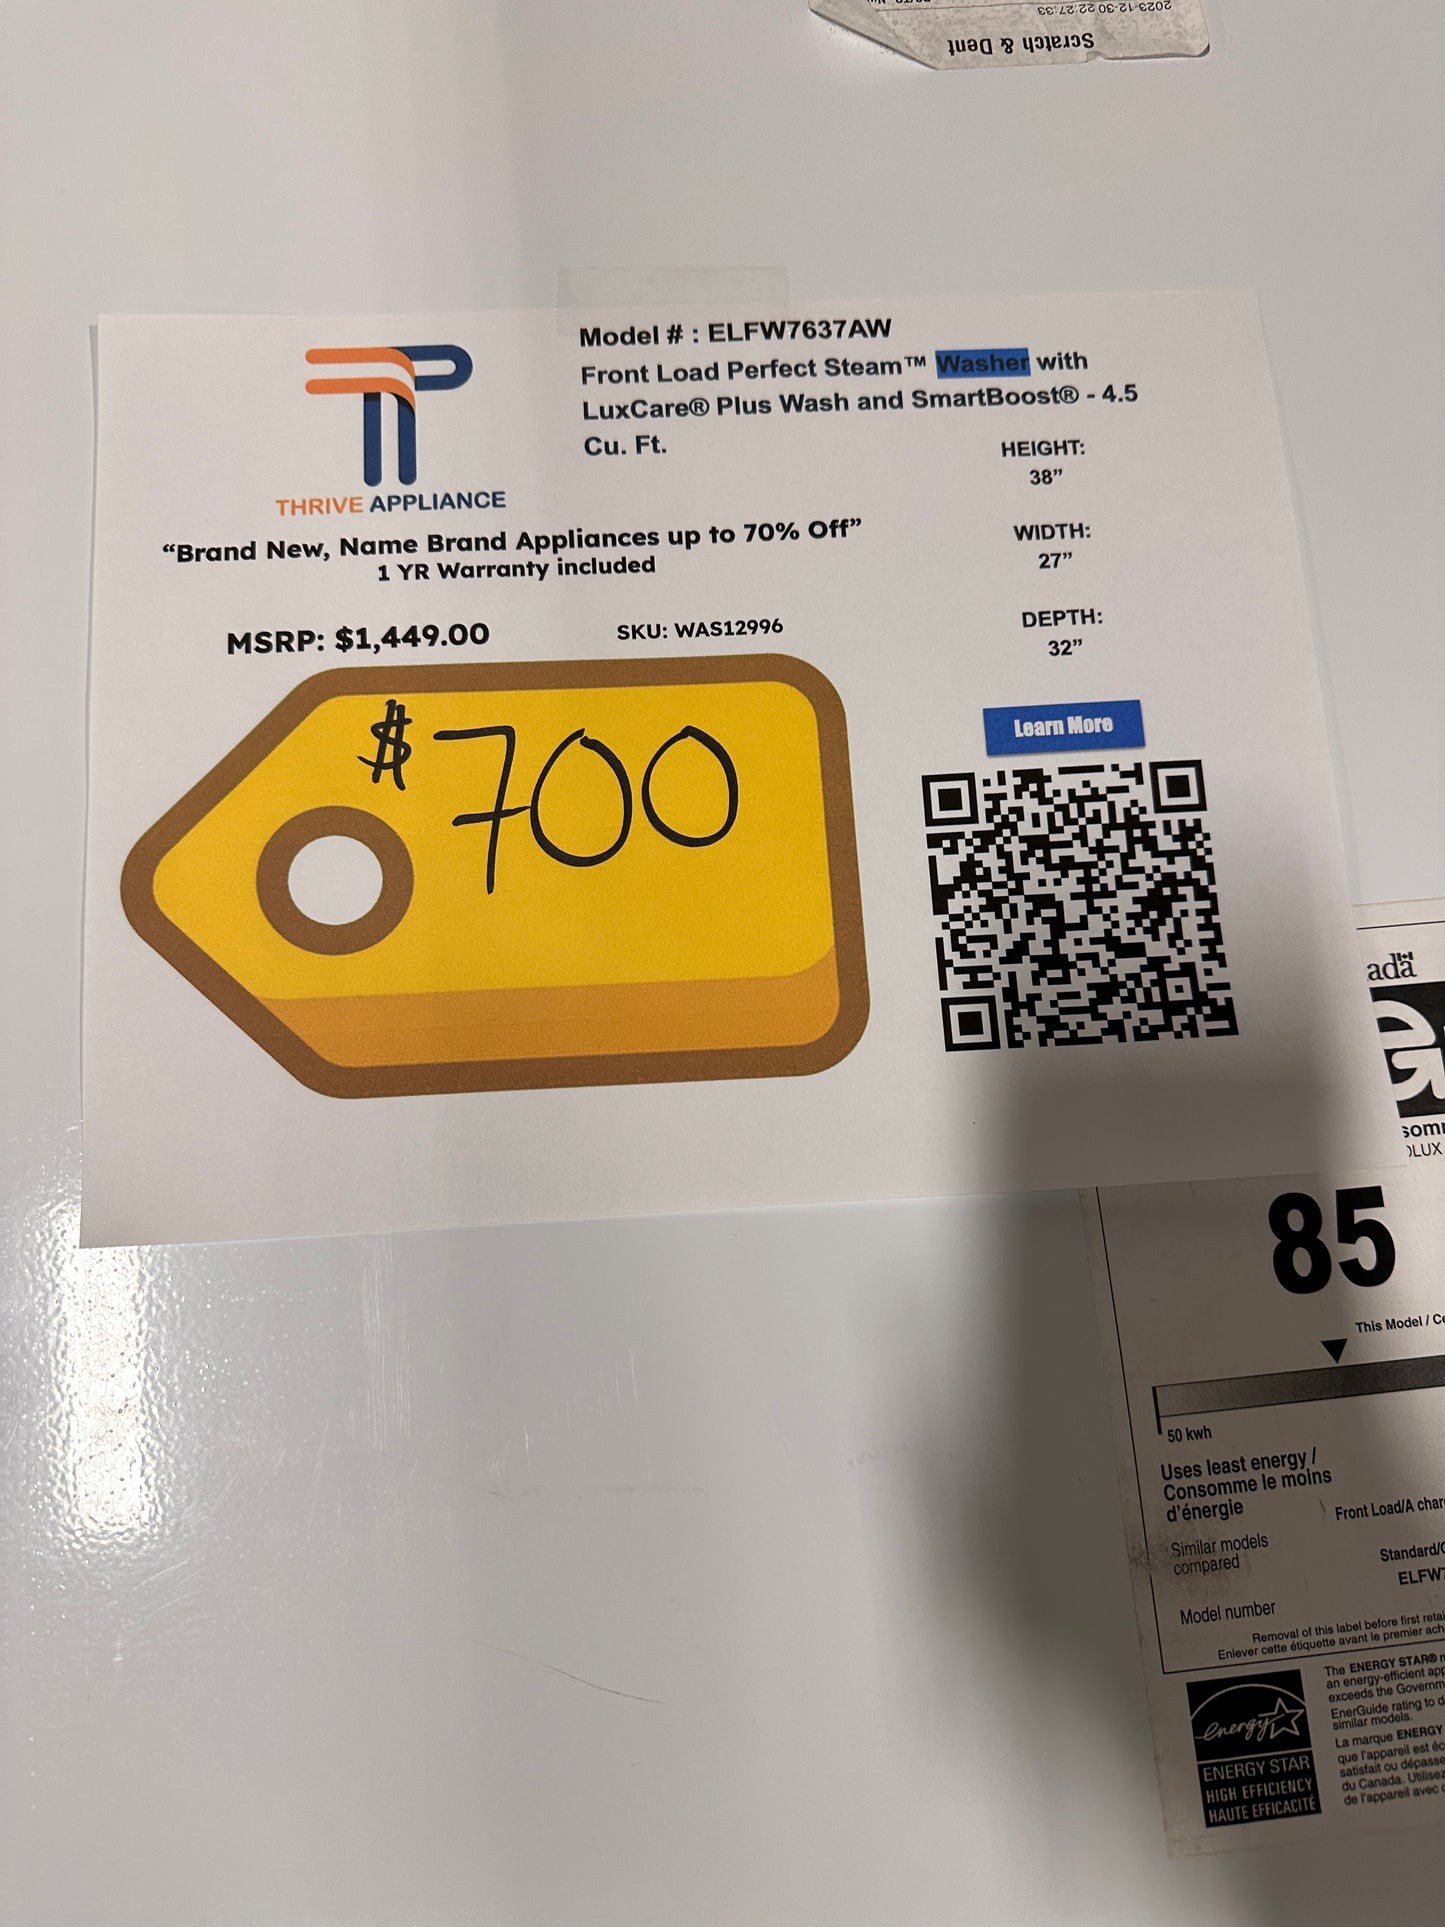 2023-12-30 22:27:33
Scratch & Dent
THRIVE APPLIANCE
Model # : ELFW7637AW
Front Load Perfect Steam™ Washer with
LuxCare® Plus Wash and SmartBoost® - 4.5
Cu. Ft.
"Brand New, Name Brand Appliances up to 70% Off"
1 YR Warranty included
MSRP: $1,449.00
SKU: WAS12996
HEIGHT:
38"
WIDTH:
27"
DEPTH:
32"
$700
Learn More
85
This Model /
50 kwh
Uses least energy /
Consomme le moins
d'énergie
Front Load/A
Similar models
compared
Model number
Removal of this label before first
Enlever cette étiquette avant le premier
energy
ENERGY STAR
HIGH EFFICIENCY
HAUTE EFFICACITÉ
The ENERGY STAR®
an energy-efficient
exceeds the
EnerGuide rating to
similar models.
La marque ENERGY
que l'appareil est
satisfait ou
du Canada.
de l'appareil avec